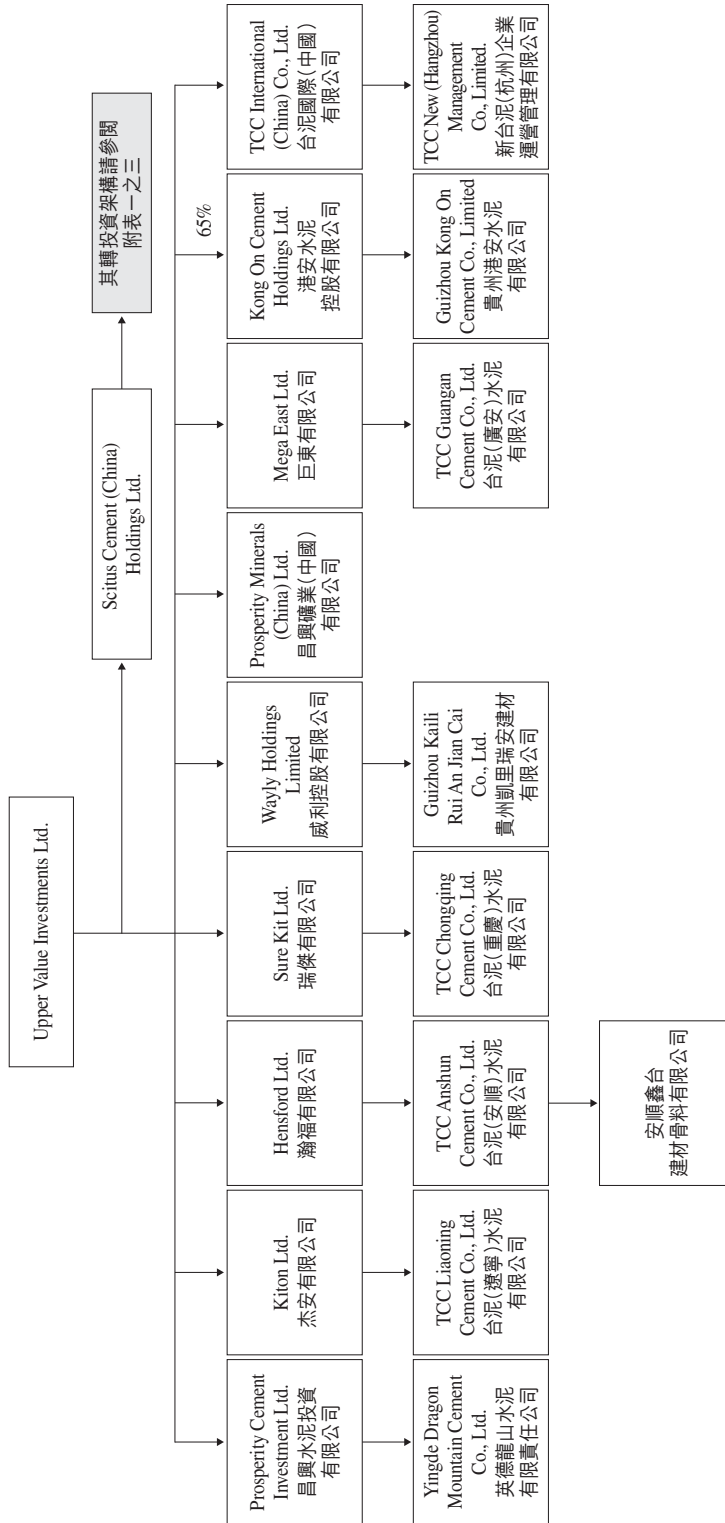 Upper Value Investments Ltd.
Scitus Cement (China)
Holdings Ltd.
其轉投資架構請參閱
附表一之三
65%
Prosperity Cement
Investment Ltd.
昌興水泥投資
有限公司
Kiton Ltd.
杰安有限公司
Hensford Ltd.
瀚福有限公司
Sure Kit Ltd.
瑞傑有限公司
Wayly Holdings
Limited
威利控股有限公司
Prosperity Minerals
(China) Ltd.
昌興礦業(中國)
有限公司
Mega East Ltd.
巨東有限公司
Kong On Cement
Holdings Ltd.
港安水泥
控股有限公司
TCC International
(China) Co., Ltd.
台泥國際(中國)
有限公司
Yingde Dragon
Mountain Cement
Co., Ltd.
英德龍山水泥
有限責任公司
TCC Liaoning
Cement Co., Ltd.
台泥(遼寧)水泥
有限公司
TCC Anshun
Cement Co., Ltd.
台泥(安順)水泥
有限公司
TCC Chongqing
Cement Co., Ltd.
台泥(重慶)水泥
有限公司
Guizhou Kaili
Rui An Jian Cai
Co., Ltd.
貴州凱里瑞安建材
有限公司
TCC Guangan
Cement Co., Ltd.
台泥(廣安)水泥
有限公司
Guizhou Kong On
Cement Co., Limited
貴州港安水泥
有限公司
TCC New (Hangzhou)
Management
Co., Limited.
新台泥(杭州)企業
運營管理有限公司
安順鑫台
建材骨料有限公司